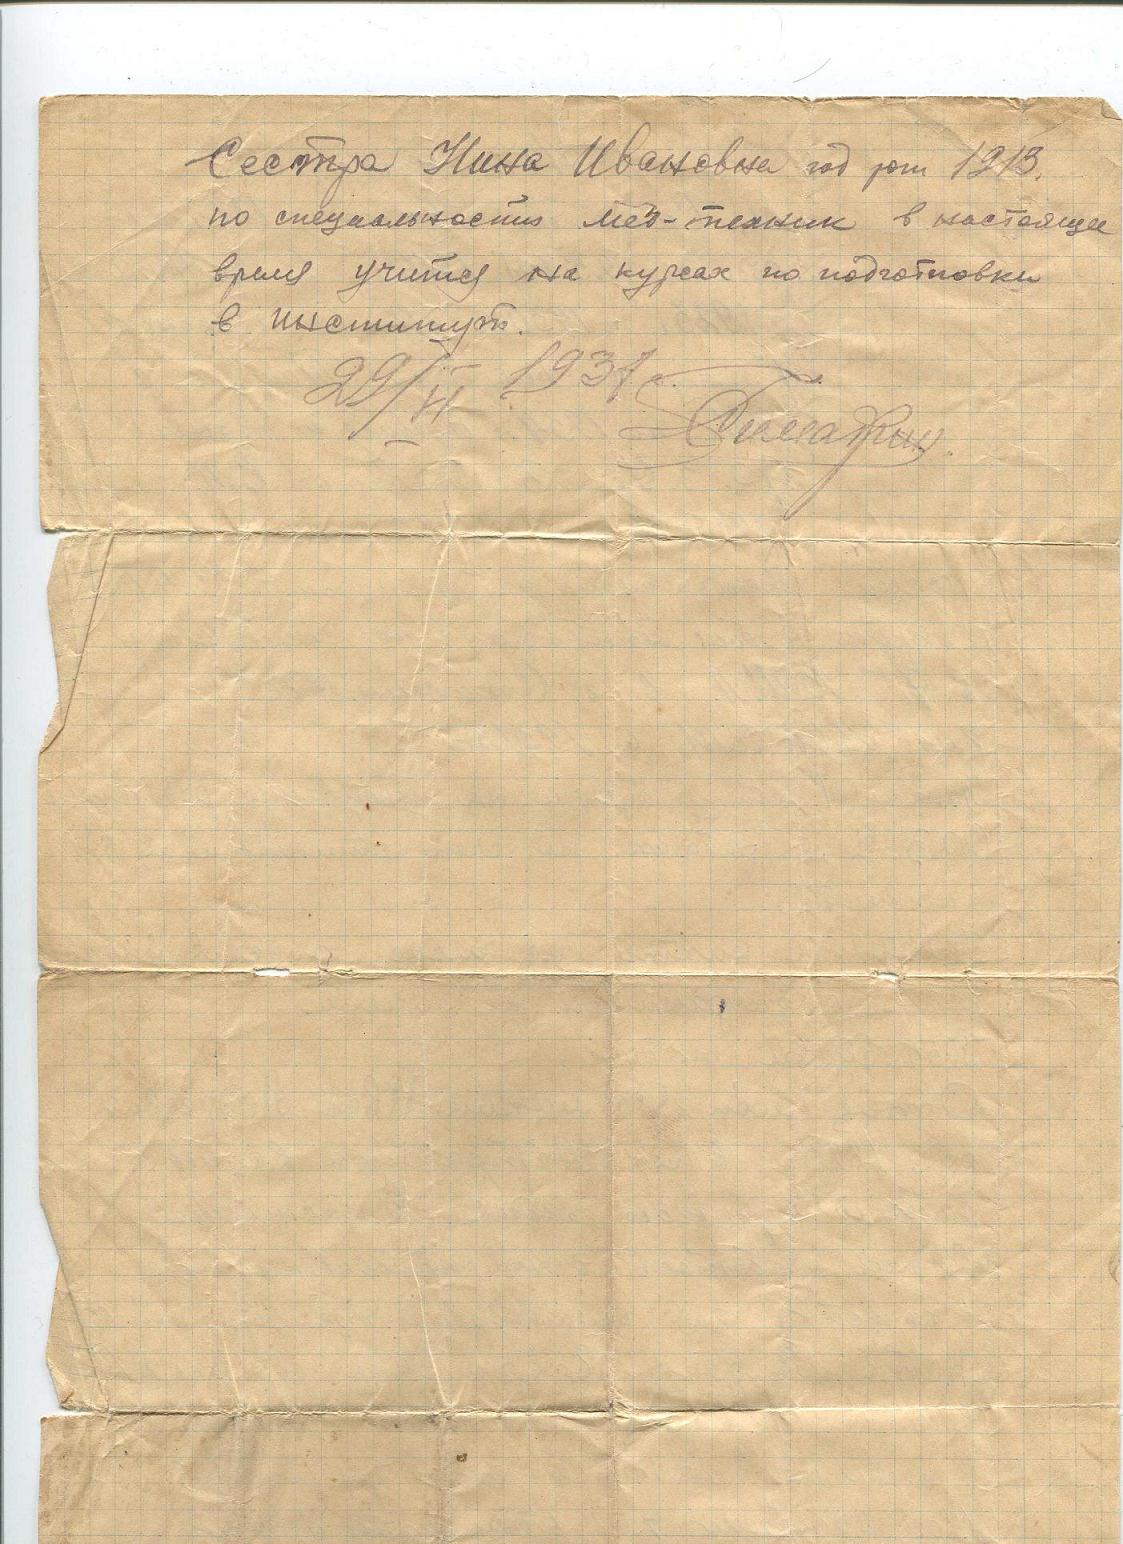 Сестра Нина Ивановна год рож 1913.
по специальности мед-техник в настоящее
время учится на курсах по подготовки
в институт.
29/VI 1937